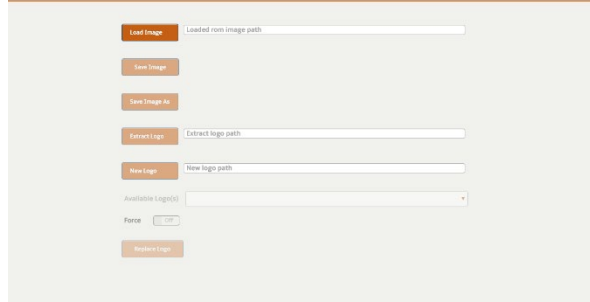 Load Image
Loaded rom image path
Save Image
Save Image As
Extract Logo
Extract logo path
New Logo
New logo path
Available Logo(s)
Force
Off
Replace Logo